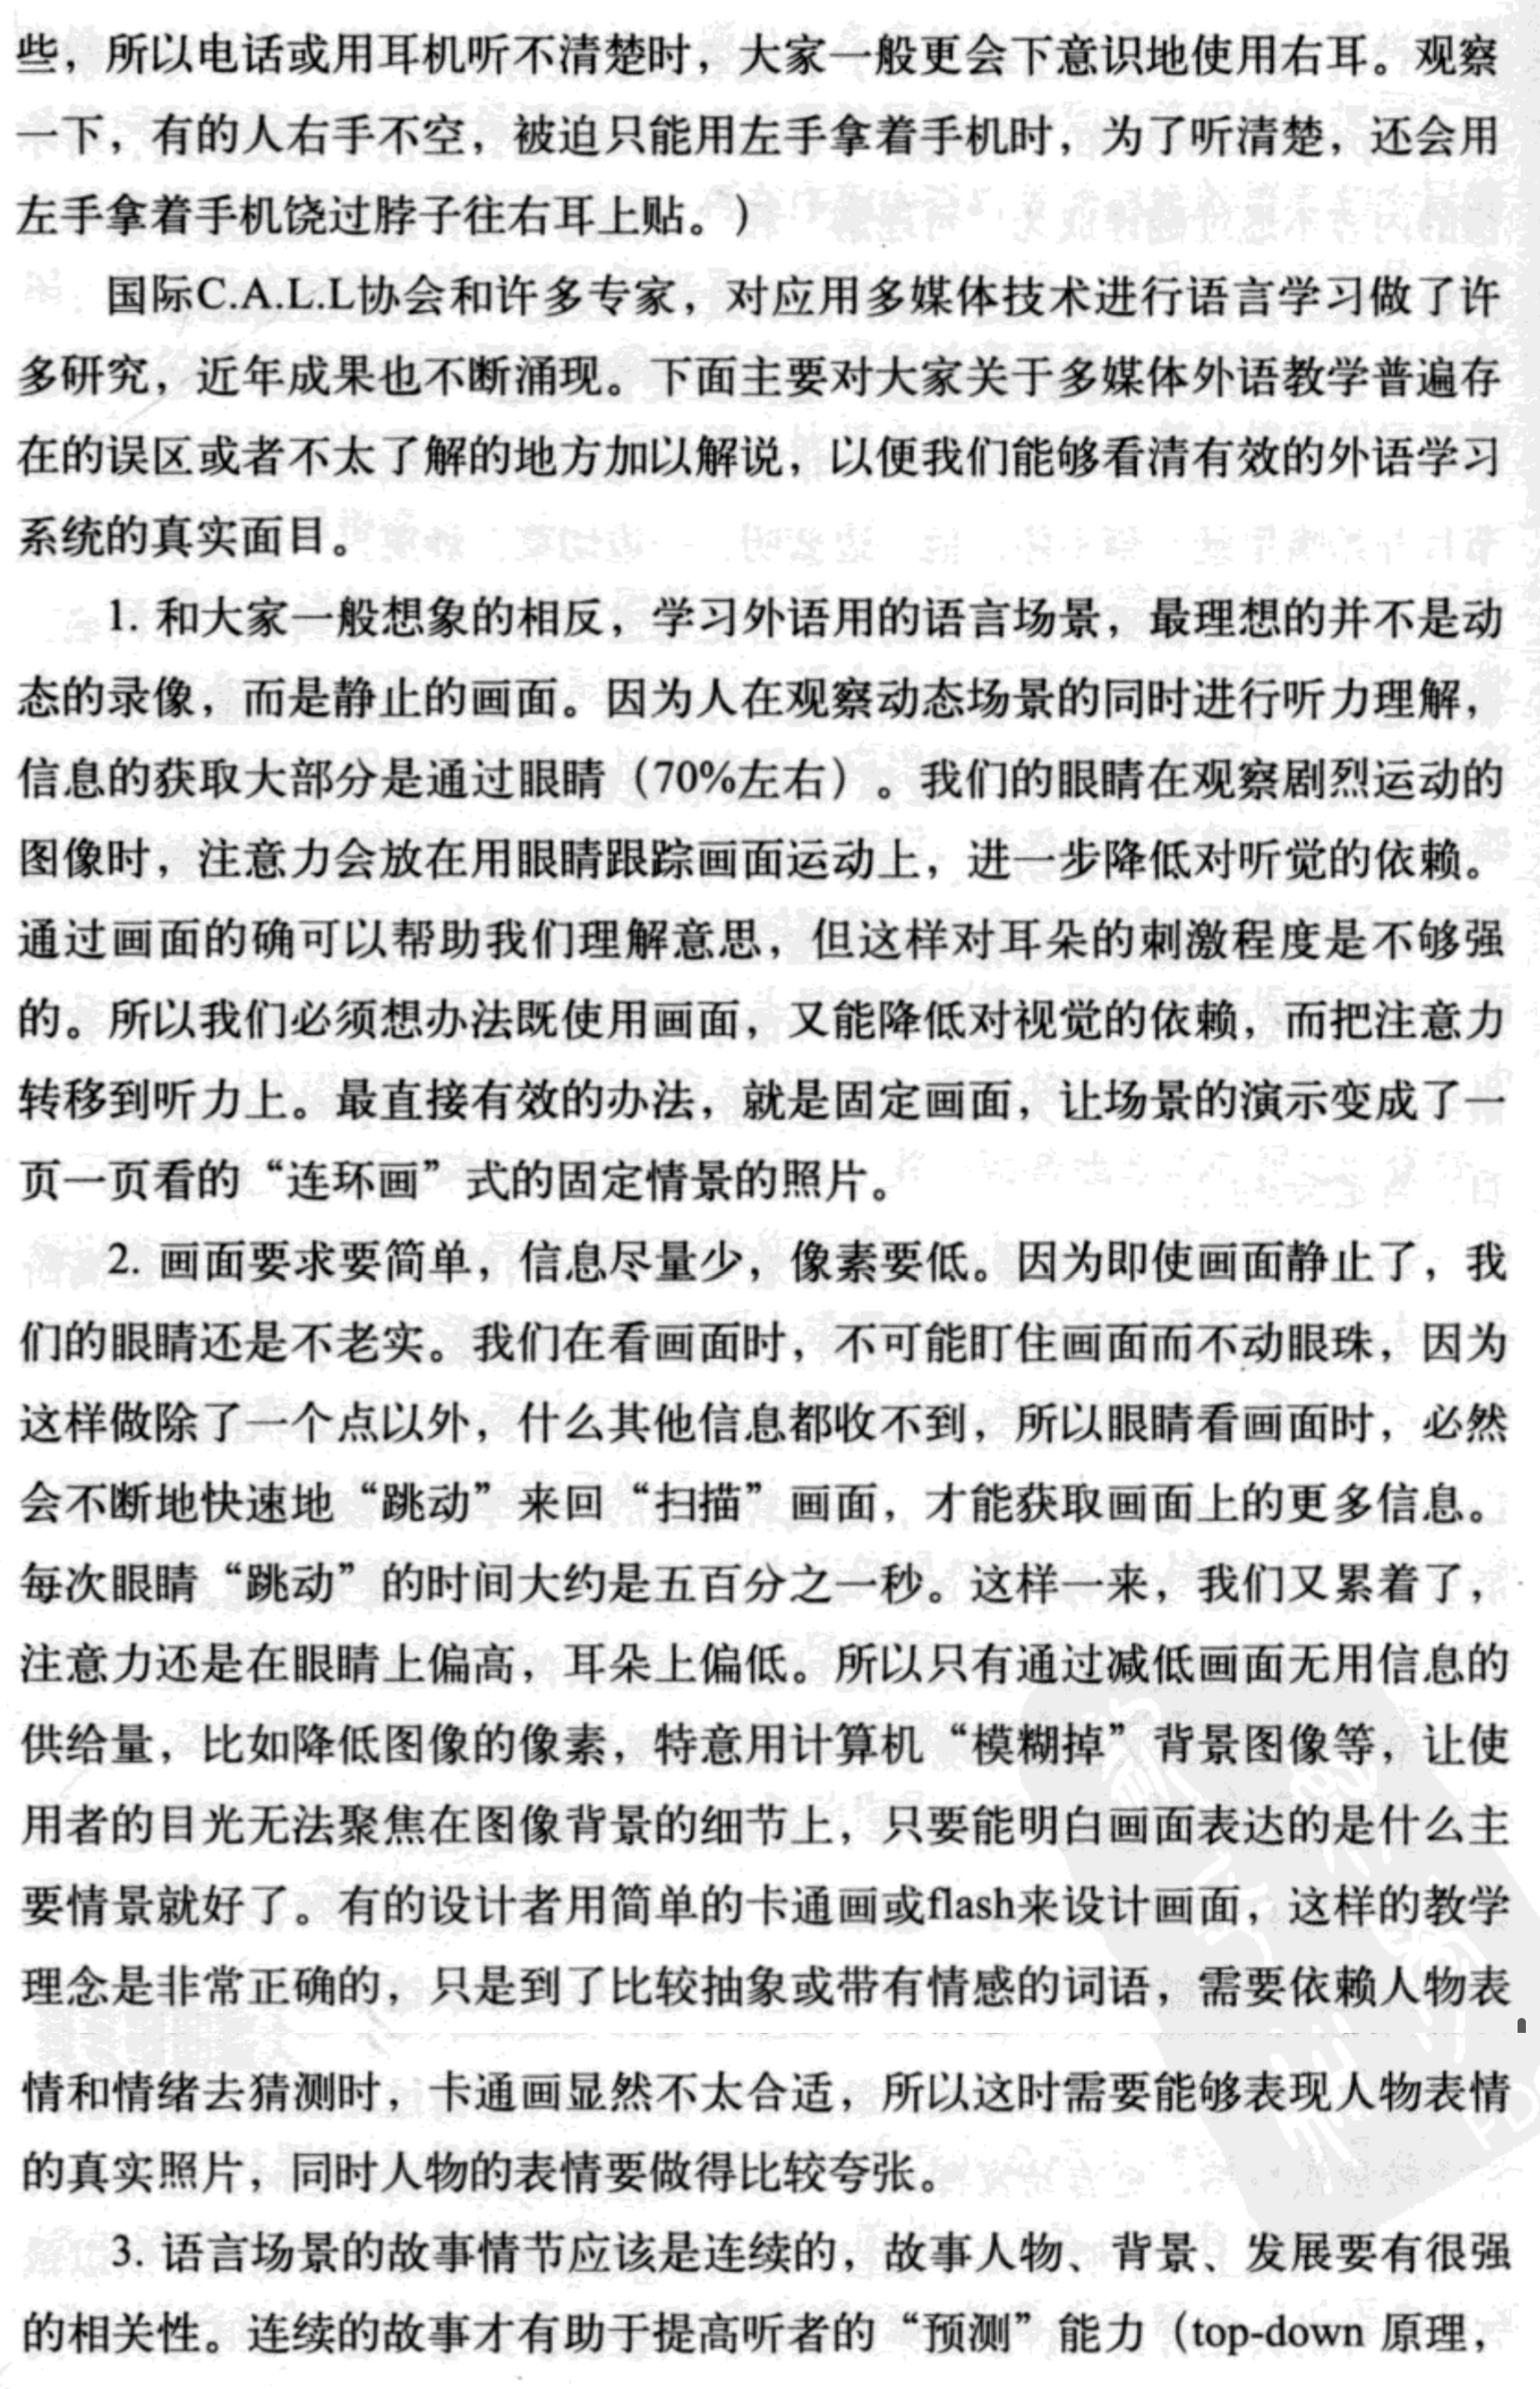 些，所以电话或用耳机听不清楚时，大家一般更会下意识地使用右耳。观察
一下，有的人右手不空，被迫只能用左手拿着手机时，为了听清楚，还会用
左手拿着手机饶过脖子往右耳上贴。）
国际C.A.L.L协会和许多专家，对应用多媒体技术进行语言学习做了许
多研究，近年成果也不断涌现。下面主要对大家关于多媒体外语教学普遍存
在的误区或者不太了解的地方加以解说，以便我们能够看清有效的外语学习
系统的真实面目。
1. 和大家一般想象的相反，学习外语用的语言场景，最理想的并不是动
态的录像，而是静止的画面。因为人在观察动态场景的同时进行听力理解，
信息的获取大部分是通过眼睛（70%左右）。我们的眼睛在观察剧烈运动的
图像时，注意力会放在用眼睛跟踪画面运动上，进一步降低对听觉的依赖。
通过画面的确可以帮助我们理解意思，但这样对耳朵的刺激程度是不够强
的。所以我们必须想办法既使用画面，又能降低对视觉的依赖，而把注意力
转移到听力上。最直接有效的办法，就是固定画面，让场景的演示变成了一
页一页看的“连环画”式的固定情景的照片。
2. 画面要求要简单，信息尽量少，像素要低。因为即使画面静止了，我
们的眼睛还是不老实。我们在看画面时，不可能盯住画面而不动眼珠，因为
这样做除了一个点以外，什么其他信息都收不到，所以眼睛看画面时，必然
会不断地快速地“跳动”来回“扫描”画面，才能获取画面上的更多信息。
每次眼睛“跳动”的时间大约是五百分之一秒。这样一来，我们又累着了，
注意力还是在眼睛上偏高，耳朵上偏低。所以只有通过减低画面无用信息的
供给量，比如降低图像的像素，特意用计算机“模糊掉”背景图像等，让使
用者的目光无法聚焦在图像背景的细节上，只要能明白画面表达的是什么主
要情景就好了。有的设计者用简单的卡通画或flash来设计画面，这样的教学
理念是非常正确的，只是到了比较抽象或带有情感的词语，需要依赖人物表
情和情绪去猜测时，卡通画显然不太合适，所以这时需要能够表现人物表情
的真实照片，同时人物的表情要做得比较夸张。
3. 语言场景的故事情节应该是连续的，故事人物、背景、发展要有很强
的相关性。连续的故事才有助于提高听者的“预测”能力（top-down 原理，